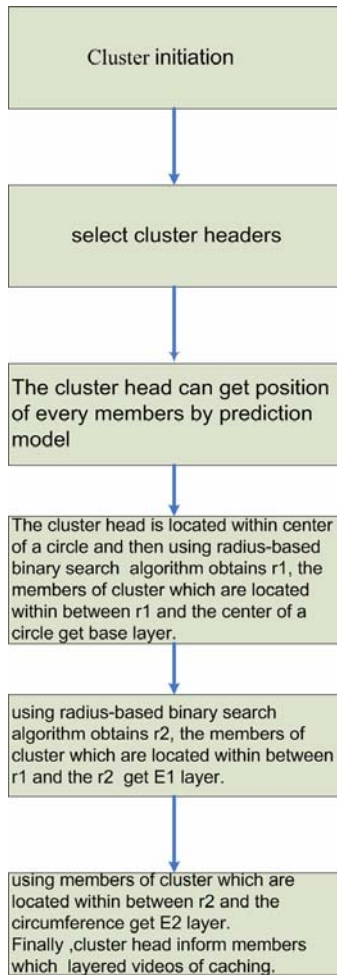 Cluster initiation
select cluster headers
The cluster head can get position
of every members by prediction
model
The cluster head is located within center
of a circle and then using radius-based
binary search algorithm obtains r1, the
members of cluster which are located
within between r1 and the center of a
circle get base layer.
using radius-based binary search
algorithm obtains r2, the members of
cluster which are located within between
r1 and the r2 get E1 layer.
using members of cluster which are
located within between r2 and the
circumference get E2 layer.
Finally ,cluster head inform members
which layered videos of caching.